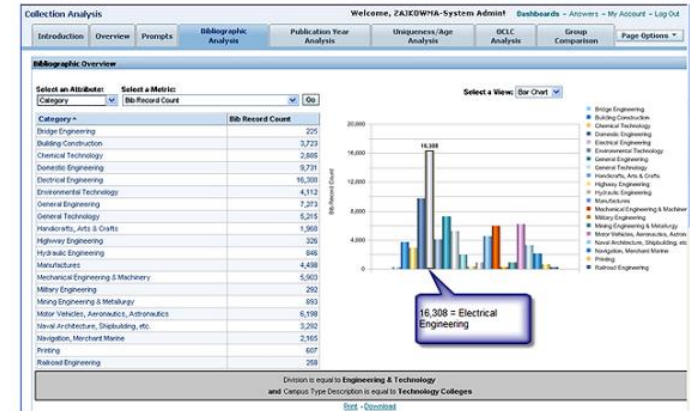 Collection Analysis
Welcome, ZAJKOWMA-System Admin! Dashboards - Answers - My Account - Log Out
Introduction Overview Prompts Bibliographic Analysis Publication Year Analysis Uniqueness/Age Analysis OCLC Analysis Group Comparison Page Options
Bibliographic Overview
Select an Attribute: Select a Metric:
Category Bib Record Count Go
Select a View: Bar Chart
Category Bib Record Count
Bridge Engineering 225
Building Construction 3,723
Chemical Technology 2,885
Domestic Engineering 9,731
Electrical Engineering 16,308
Environmental Technology 4,112
General Engineering 7,273
General Technology 5,215
Handicrafts, Arts & Crafts 1,968
Highway Engineering 326
Hydraulic Engineering 846
Manufactures 4,498
Mechanical Engineering & Machinery 5,903
Military Engineering 292
Mining Engineering & Metallurgy 893
Motor Vehicles, Aeronautics, Astronautics 6,198
Naval Architecture, Shipbuilding, etc. 3,292
Navigation, Merchant Marine 2,165
Printing 607
Railroad Engineering 258
Bib Record Count
20,000
16,000
12,000
8,000
4,000
0
16,308
16,308 = Electrical
Engineering
Bridge Engineering
Building Construction
Chemical Technology
Domestic Engineering
Electrical Engineering
Environmental Technology
General Engineering
General Technology
Handicrafts, Arts & Crafts
Highway Engineering
Hydraulic Engineering
Manufactures
Mechanical Engineering & Machiner
Military Engineering
Mining Engineering & Metallurgy
Motor Vehicles, Aeronautics, Astron
Naval Architecture, Shipbuilding, etc
Navigation, Merchant Marine
Printing
Railroad Engineering
Division is equal to Engineering & Technology
and Campus Type Description is equal to Technology Colleges
Print - Download